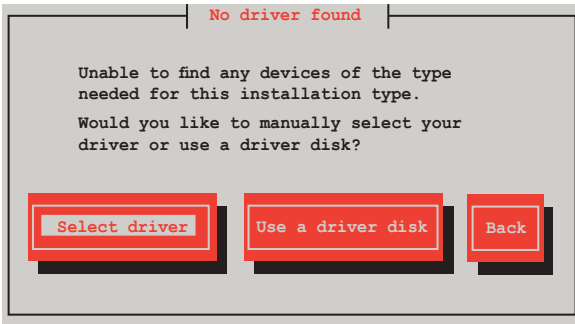 No driver found
Unable to find any devices of the type
needed for this installation type.
Would you like to manually select your
driver or use a driver disk?
Select driver
Use a driver disk
Back